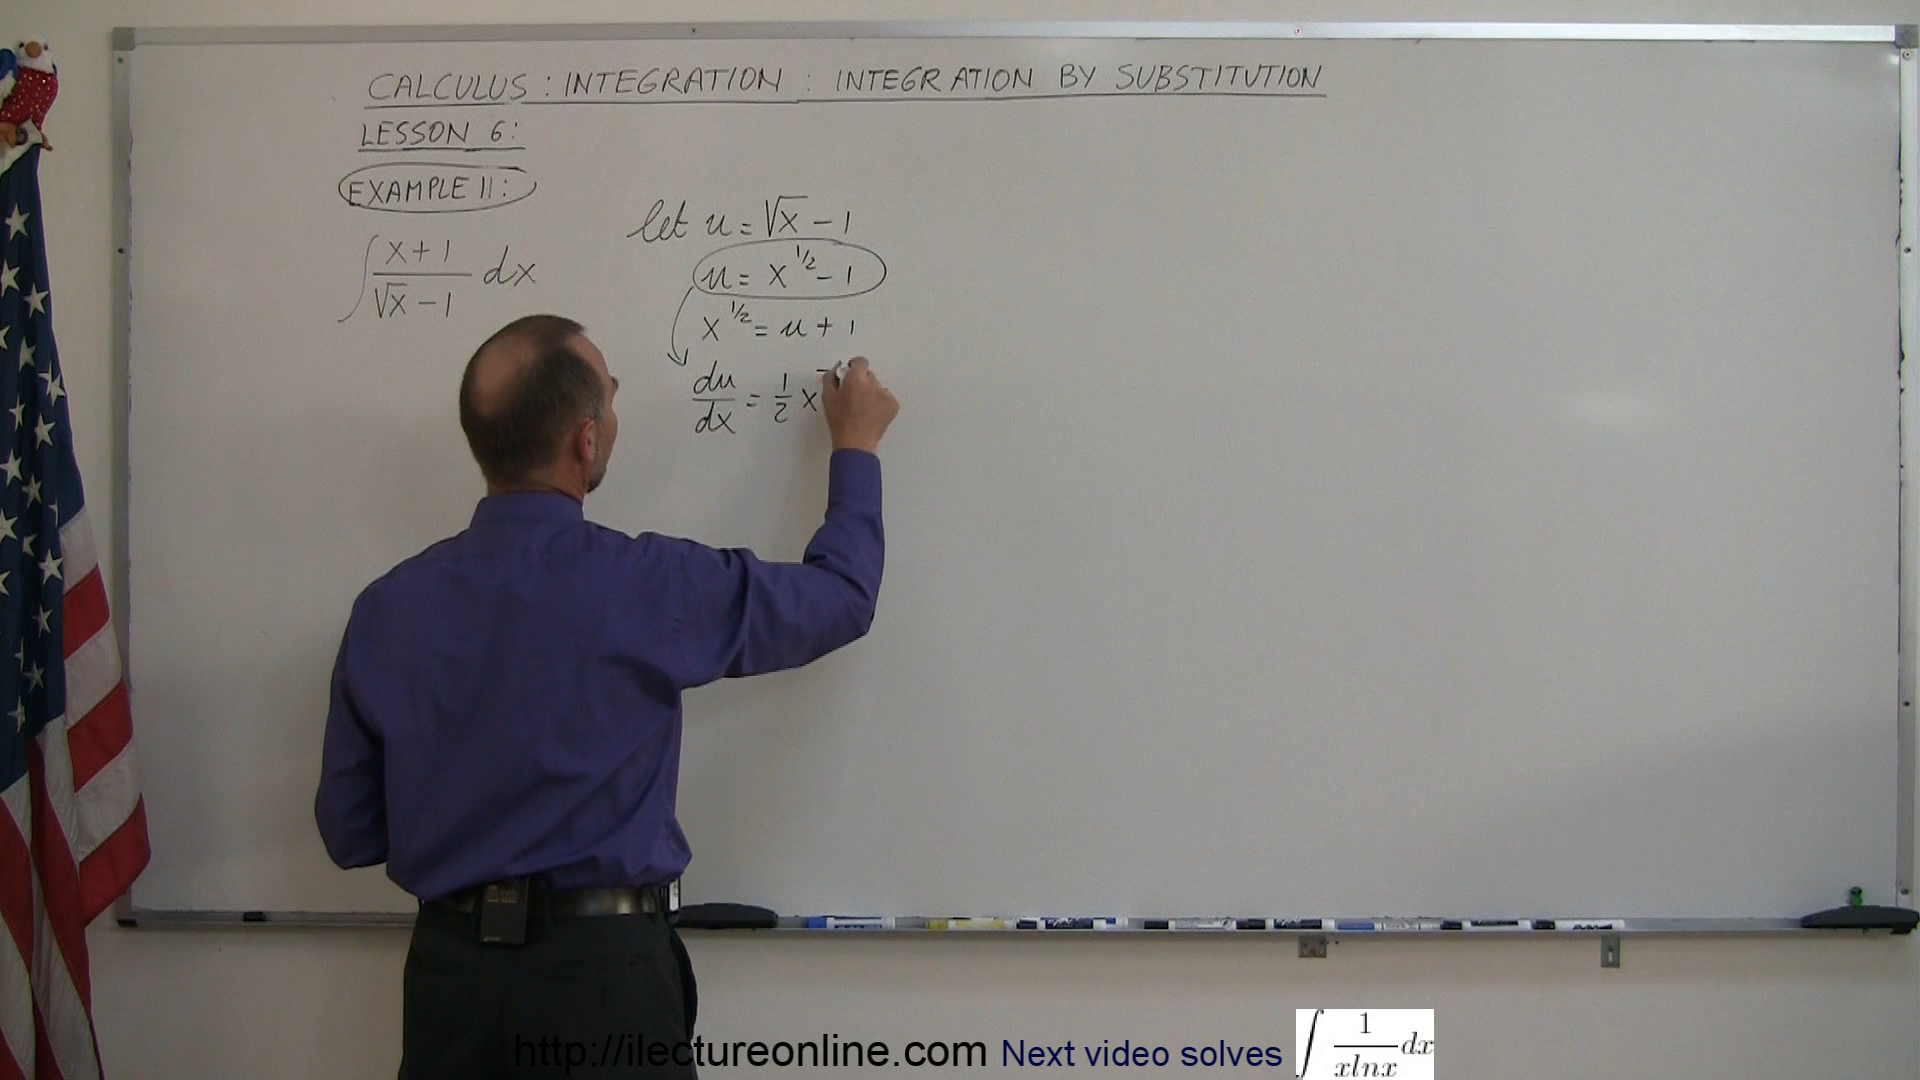 CALCULUS : INTEGRATION : INTEGRATION BY SUBSTITUTION
LESSON 6:
EXAMPLE 11:
∫ (x+1)/(√x −1) dx
let u = √x − 1
u = x^1/2 − 1
x^1/2 = u + 1
du/dx = 1/2 x^−
http://ilectureonline.com Next video solves ∫ 1/(xlnx) dx